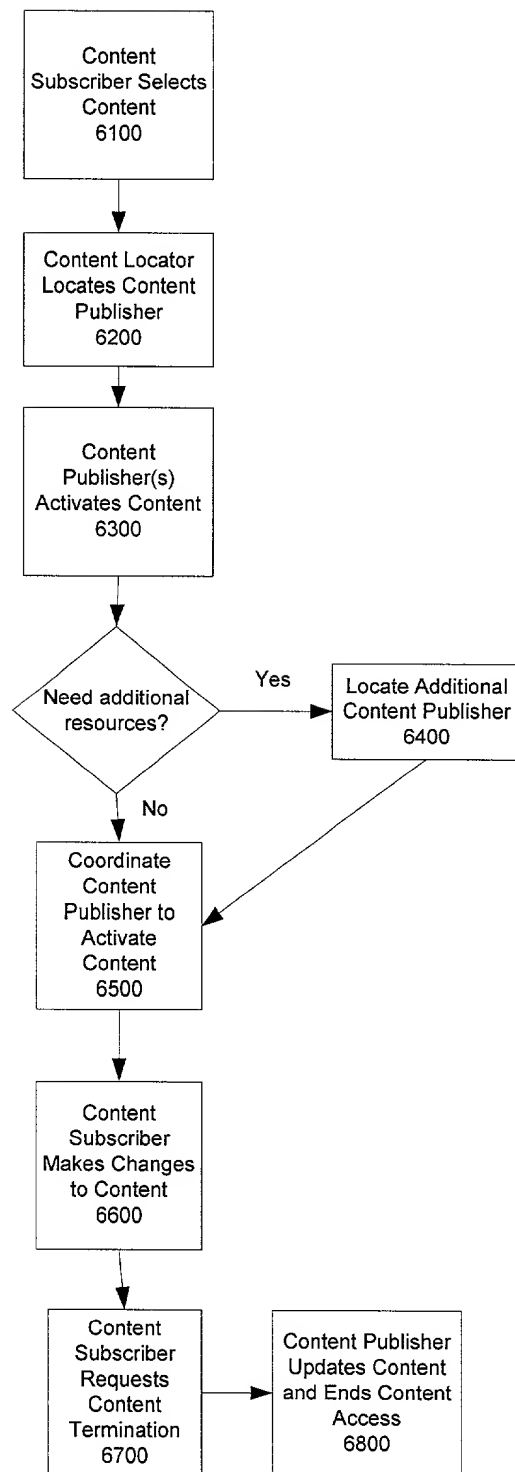 Content
Subscriber Selects
Content
6100
Content Locator
Locates Content
Publisher
6200
Content
Publisher(s)
Activates Content
6300
Need additional
resources?
Yes
Locate Additional
Content Publisher
6400
No
Coordinate
Content
Publisher to
Activate
Content
6500
Content
Subscriber
Makes Changes
to Content
6600
Content
Subscriber
Requests
Content
Termination
6700
Content Publisher
Updates Content
and Ends Content
Access
6800